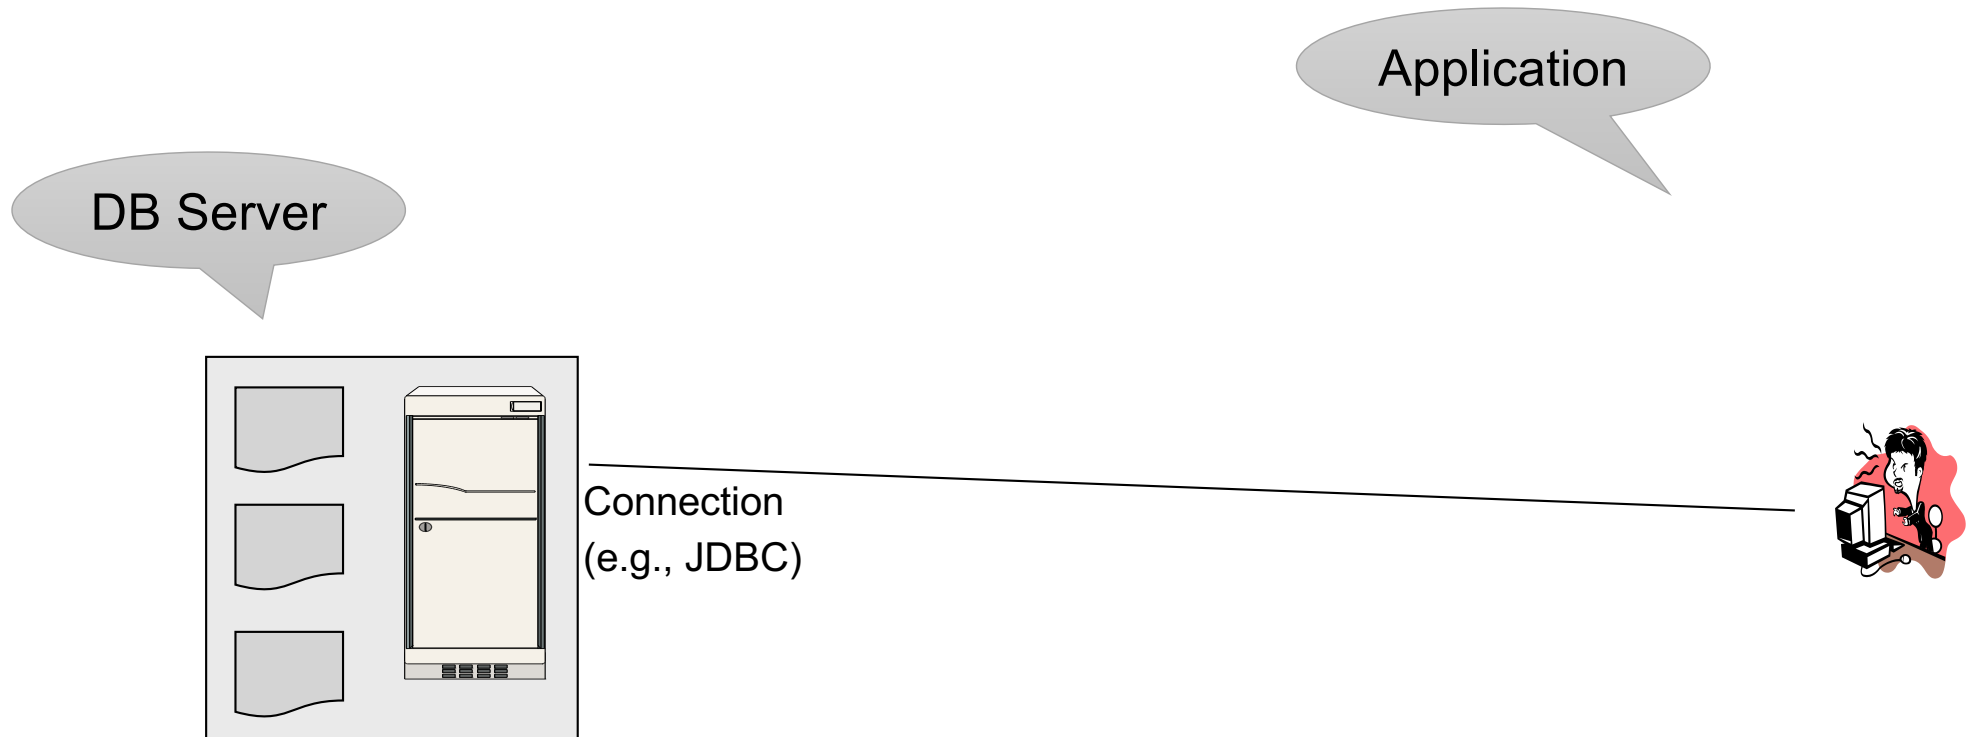 Application
DB Server
Connection
(e.g., JDBC)